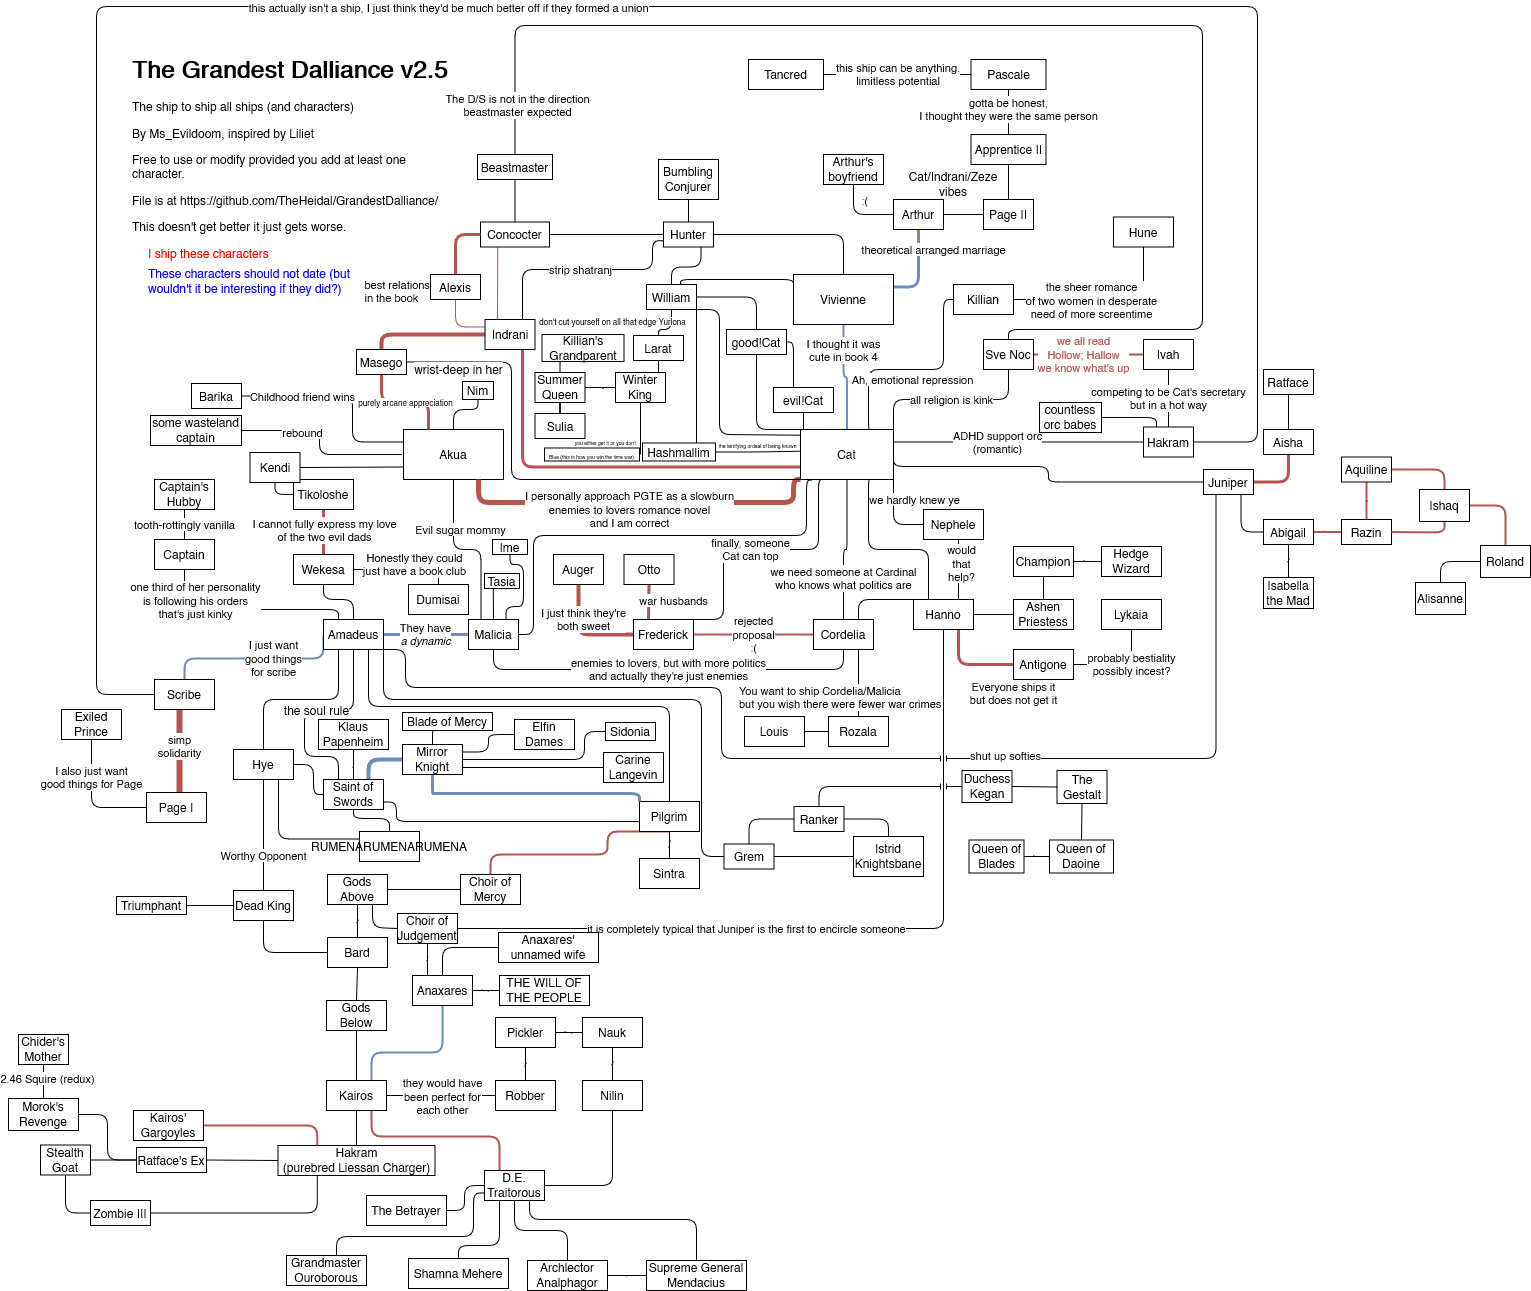 this actually isn't a ship, I just think they'd be much better off if they formed a union
The Grandest Dalliance v2.5
The ship to ship all ships (and characters)
By Ms_Evildoom, inspired by Liliet
Free to use or modify provided you add at least one
character.
File is at https://github.com/TheHeidal/GrandestDalliance/
This doesn't get better it just gets worse.
I ship these characters
These characters should not date (but
wouldn't it be interesting if they did?)
The D/S is not in the direction
beastmaster expected
Tancred
this ship can be anything.
limitless potential
Pascale
gotta be honest,
I thought they were the same person
Apprentice II
Beastmaster
Bumbling
Conjurer
Arthur's
boyfriend
Cat/Indrani/Zeze
vibes
:(
Arthur
Page II
Concocter
Hunter
Hune
theoretical arranged marriage
strip shatranj
best relations
in the book
Alexis
William
Vivienne
Killian
the sheer romance
of two women in desperate
need of more screentime
don't cut yourself on all that edge Yurlona
Indrani
Killian's
Grandparent
Larat
good!Cat
I thought it was
cute in book 4
Sve Noc
we all read
Hollow; Hallow
we know what's up
Ivah
Masego
wrist-deep in her
Summer
Queen
Winter
King
Ah, emotional repression
Ratface
Barika
Childhood friend wins
purely arcane appreciation
Nim
evil!Cat
all religion is kink
competing to be Cat's secretary
but in a hot way
countless
orc babes
some wasteland
captain
rebound
Sulia
Akua
you either get it or you don't
Blue (this is how you win the time war)
Hashmallim
the terrifying ordeal of being known
Cat
ADHD support orc
(romantic)
Hakram
Aisha
Kendi
Tikoloshe
Juniper
Aquiline
Captain's
Hubby
I personally approach PGTE as a slowburn
enemies to lovers romance novel
and I am correct
we hardly knew ye
Ishaq
tooth-rottingly vanilla
I cannot fully express my love
of the two evil dads
Evil sugar mommy
Nephele
Abigail
Razin
Captain
Ime
finally, someone
Cat can top
would
that
help?
Champion
Hedge
Wizard
Roland
Wekesa
Honestly they could
just have a book club
Tasia
Auger
Otto
we need someone at Cardinal
who knows what politics are
Isabella
the Mad
Alisanne
one third of her personality
is following his orders
that's just kinky
Dumisai
war husbands
I just think they're
both sweet
Hanno
Ashen
Priestess
Lykaia
Amadeus
They have
a dynamic
Malicia
Frederick
rejected
proposal
:(
Cordelia
I just want
good things
for scribe
enemies to lovers, but with more politics
and actually they're just enemies
Antigone
probably bestiality
possibly incest?
Scribe
You want to ship Cordelia/Malicia
but you wish there were fewer war crimes
Everyone ships it
but does not get it
Exiled
Prince
the soul rule
Klaus
Papenheim
Blade of Mercy
Elfin
Dames
Sidonia
Louis
Rozala
simp
solidarity
Hye
Mirror
Knight
Carine
Langevin
shut up softies
I also just want
good things for Page
Saint of
Swords
Duchess
Kegan
The
Gestalt
Page I
Pilgrim
Ranker
RUMENARUMENARUMENA
Worthy Opponent
Grem
Istrid
Knightsbane
Queen of
Blades
Queen of
Daoine
Sintra
Gods
Above
Choir of
Mercy
Triumphant
Dead King
Choir of
Judgement
it is completely typical that Juniper is the first to encircle someone
Bard
Anaxares'
unnamed wife
Anaxares
THE WILL OF
THE PEOPLE
Gods
Below
Pickler
Nauk
Chider's
Mother
2.46 Squire (redux)
Kairos
they would have
been perfect for
each other
Robber
Nilin
Morok's
Revenge
Kairos'
Gargoyles
Stealth
Goat
Ratface's Ex
Hakram
(purebred Liessan Charger)
D.E.
Traitorous
Zombie III
The Betrayer
Grandmaster
Ouroborous
Shamna Mehere
Archlector
Analphagor
Supreme General
Mendacius